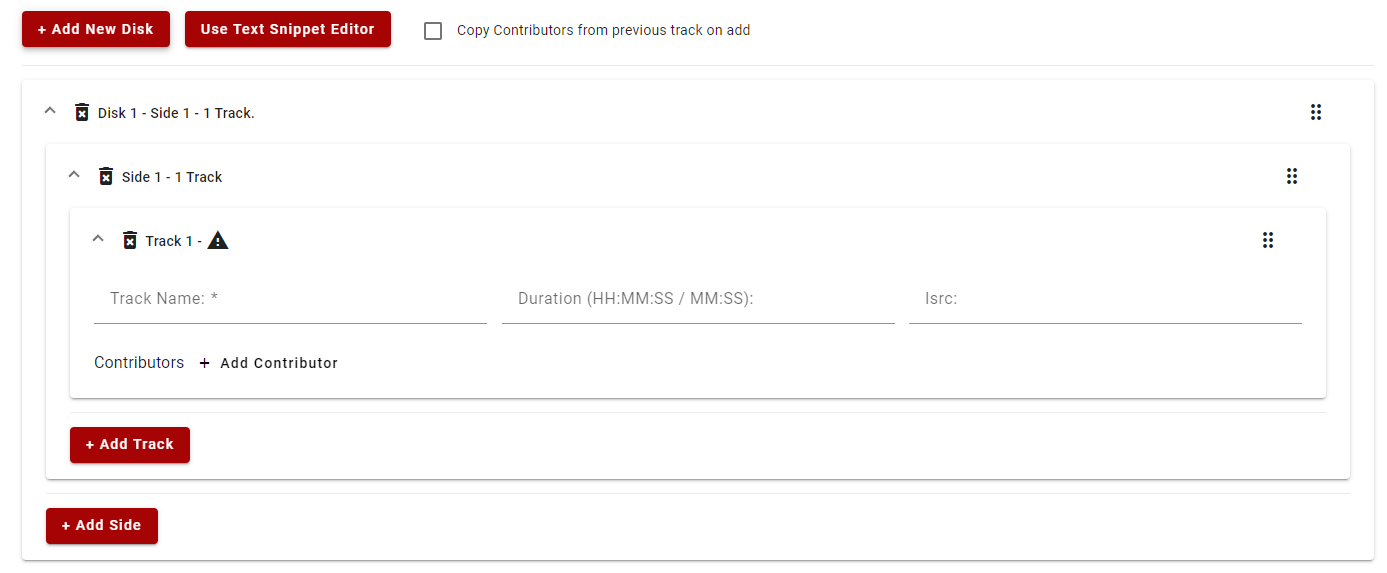 + Add New Disk Use Text Snippet Editor Copy Contributors from previous track on add
Disk 1 - Side 1 - 1 Track.
Side 1 - 1 Track
Track 1 -
Track Name: * Duration (HH:MM:SS / MM:SS): Isrc:
Contributors + Add Contributor
+ Add Track
+ Add Side